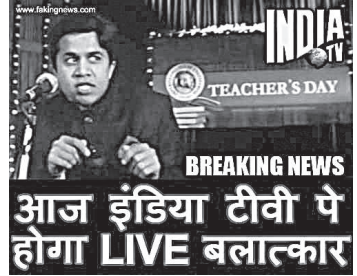 www.fakingnews.com
INDIA
TV
TEACHER'S DAY
BREAKING NEWS
आज इंडिया टीवी पे
होगा LIVE बलात्कार